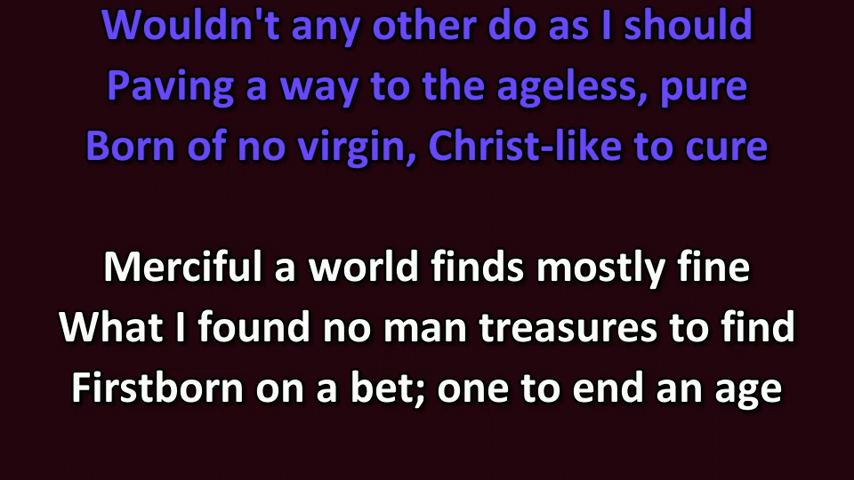 Wouldn't any other do as I should
Paving a way to the ageless, pure
Born of no virgin, Christ-like to cure
Merciful a world finds mostly fine
What I found no man treasures to find
Firstborn on a bet; one to end an age